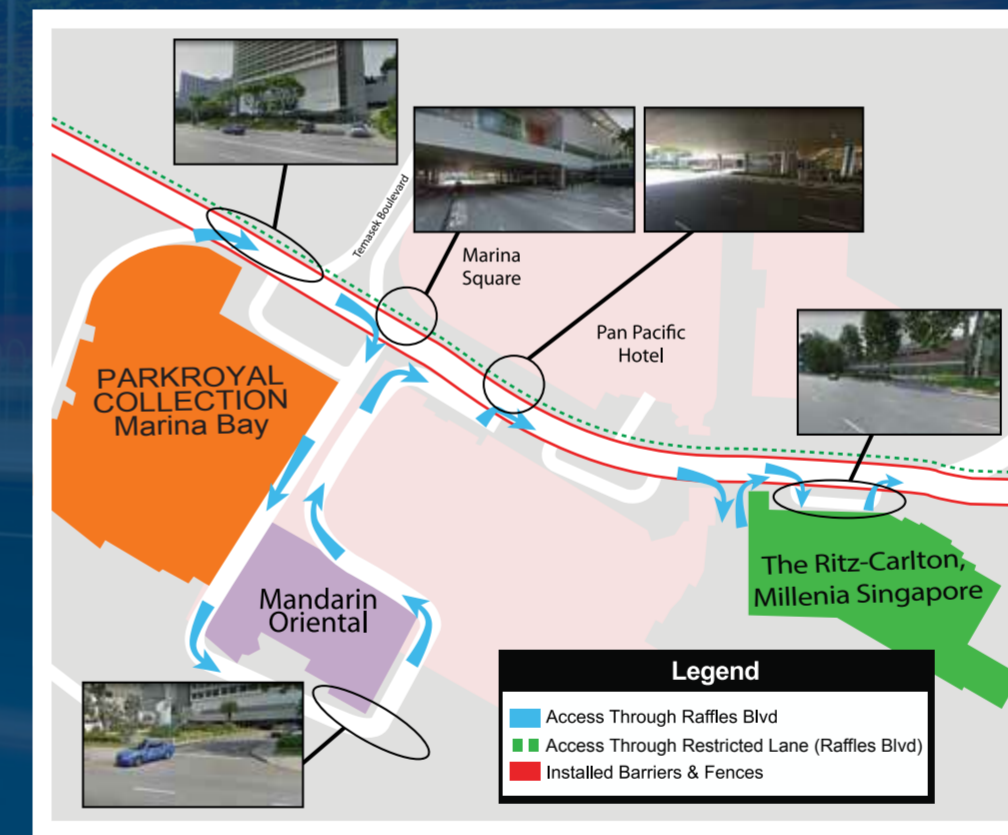 Temasek Boulevard
Marina
Square
Pan Pacific
Hotel
PARKROYAL
COLLECTION
Marina Bay
The Ritz-Carlton,
Millenia Singapore
Mandarin
Oriental
Legend
Access Through Raffles Blvd
Access Through Restricted Lane (Raffles Blvd)
Installed Barriers & Fences